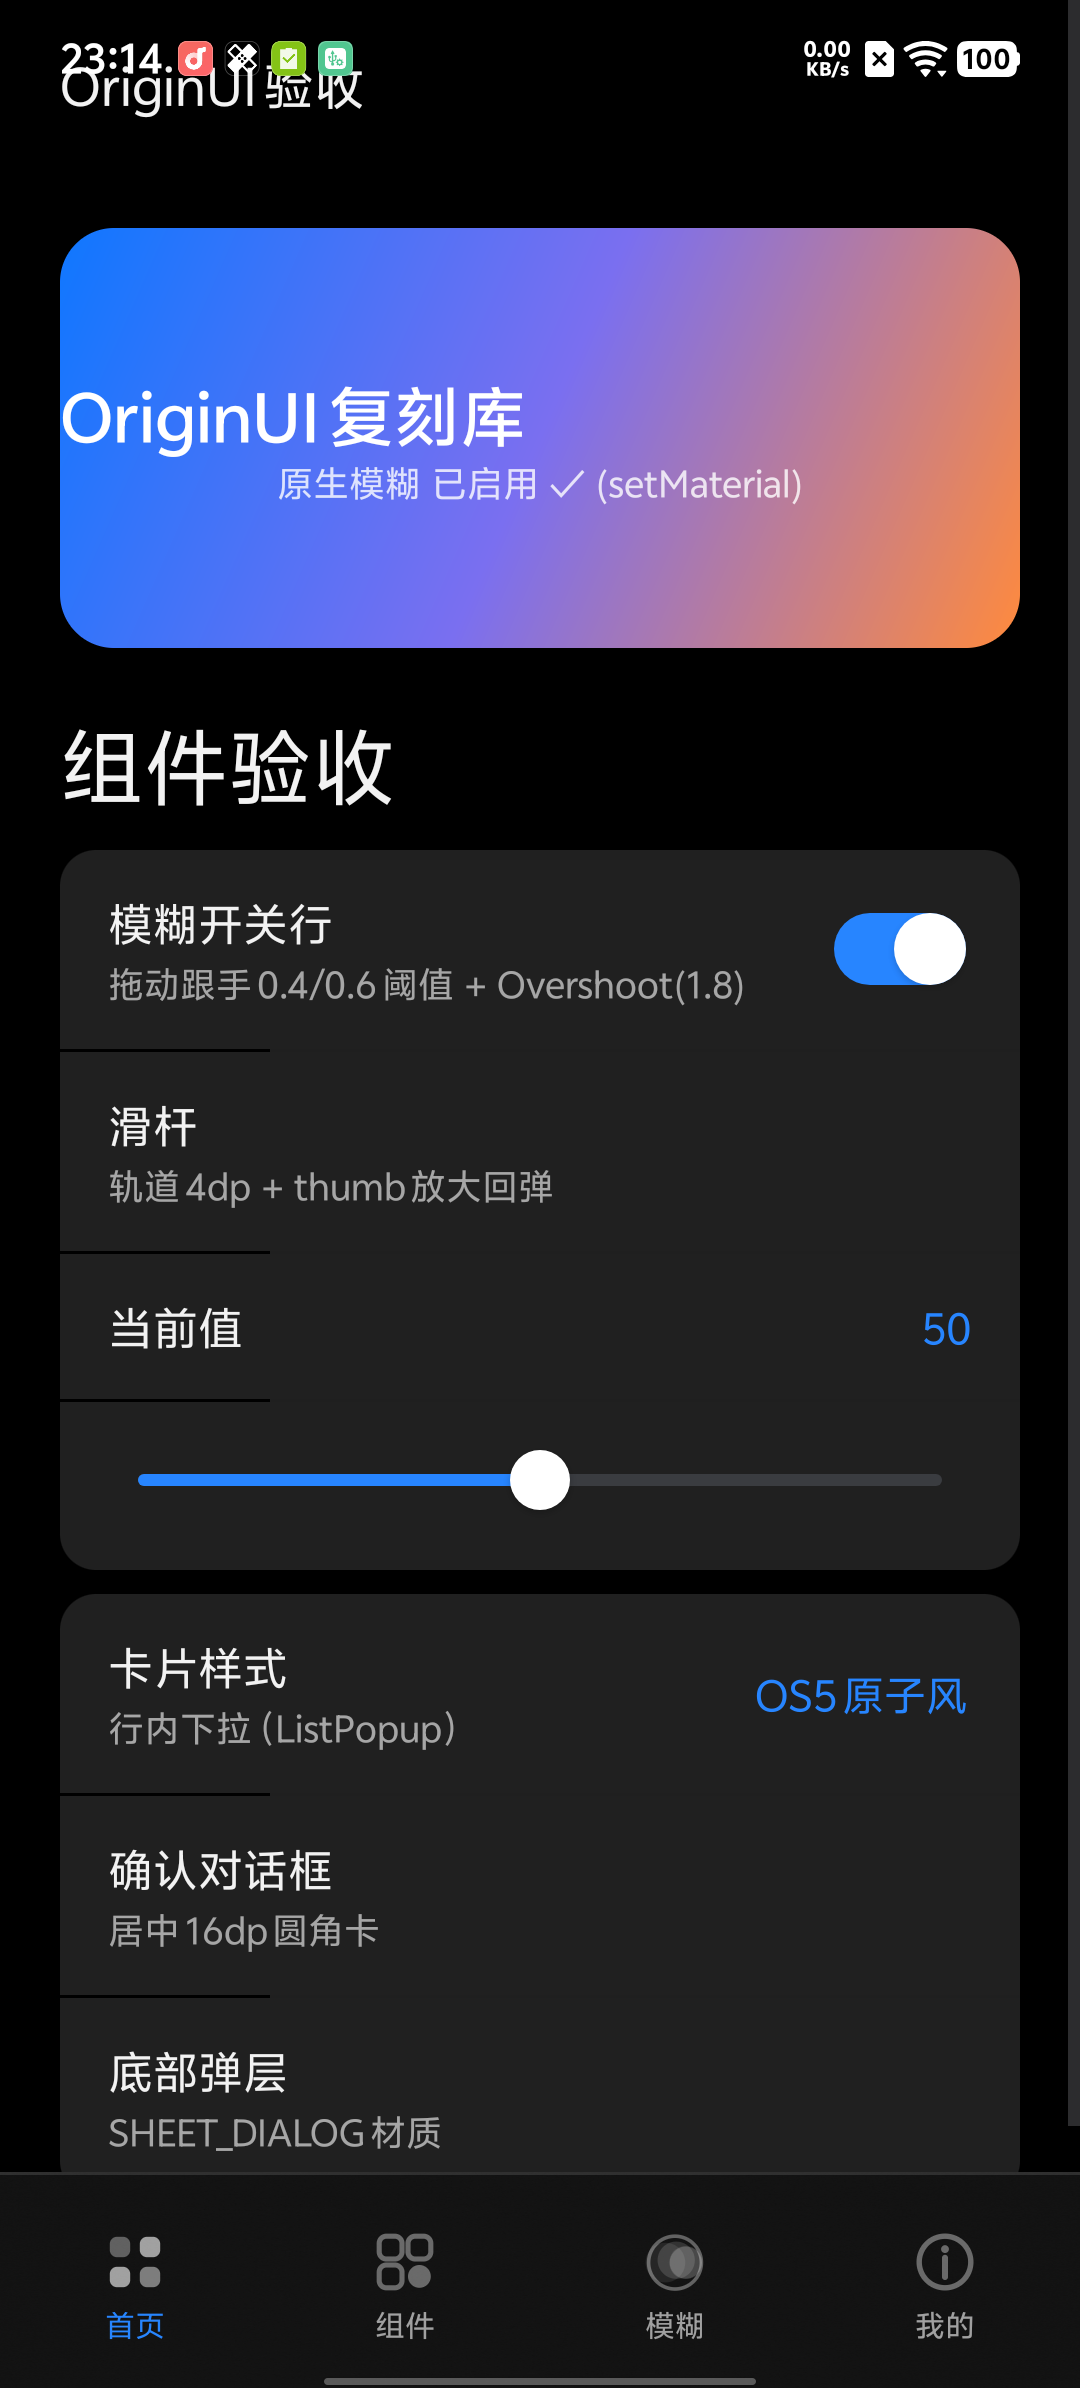 23:14.
0.00
KB/s
100
OriginUI 验收
OriginUI 复刻库
原生模糊 已启用 ✓ (setMaterial)
组件验收
模糊开关行
拖动跟手 0.4/0.6 阈值 + Overshoot(1.8)
滑杆
轨道 4dp + thumb 放大回弹
当前值
50
卡片样式
行内下拉 (ListPopup)
OS5 原子风
确认对话框
居中 16dp 圆角卡
底部弹层
SHEET_DIALOG 材质
首页
组件
模糊
我的